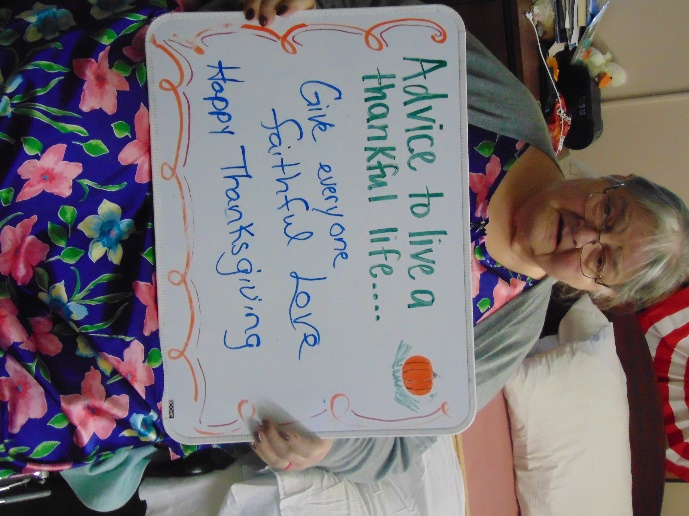 Advice to live a
thankful life....
Give everyone
faithful Love
Happy Thanksgiving